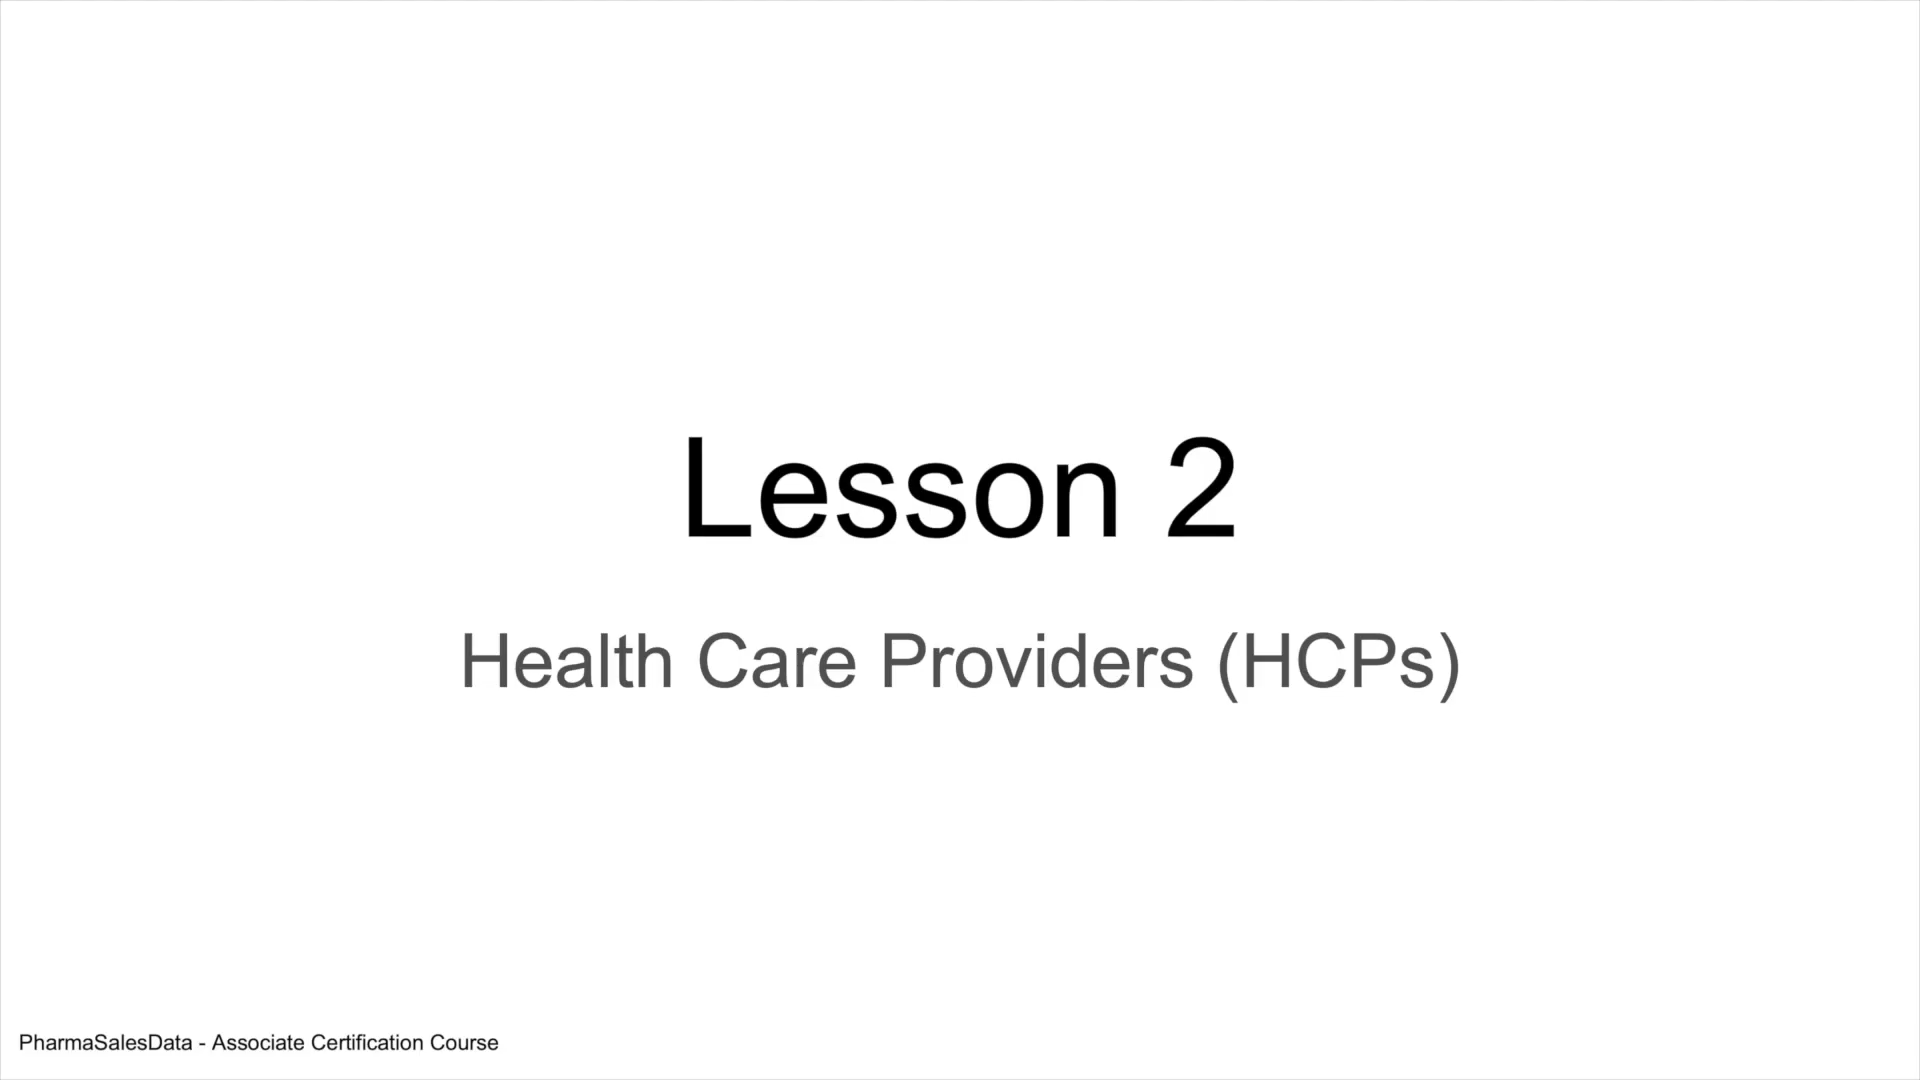 Lesson 2
Health Care Providers (HCPs)
PharmaSalesData - Associate Certification Course